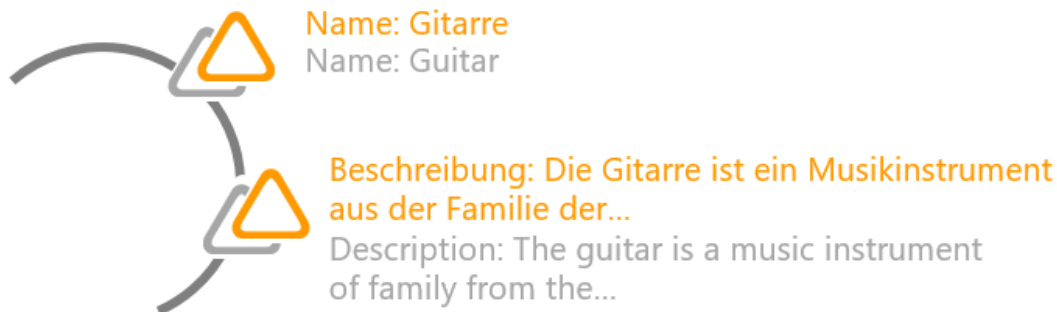 Name: Gitarre
Name: Guitar
Beschreibung: Die Gitarre ist ein Musikinstrument
aus der Familie der...
Description: The guitar is a music instrument
of family from the...